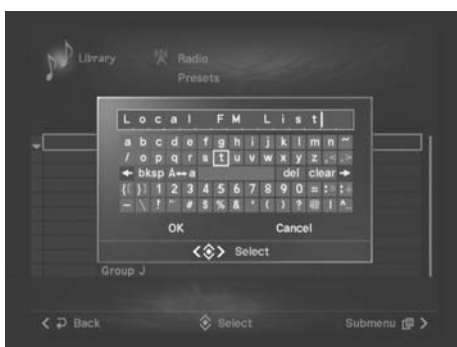 Library Radio
Presets
Local FM List
a b c d e f g h i j k l m n ~
/ o p q r s t u v w x y z . < . >
bksp A↔a del clear
{ [ } ] 1 2 3 4 5 6 7 8 9 0 = :
— \ ! # $ % & ( ) ? @ |
OK Cancel
Select
Group J
Back Select Submenu